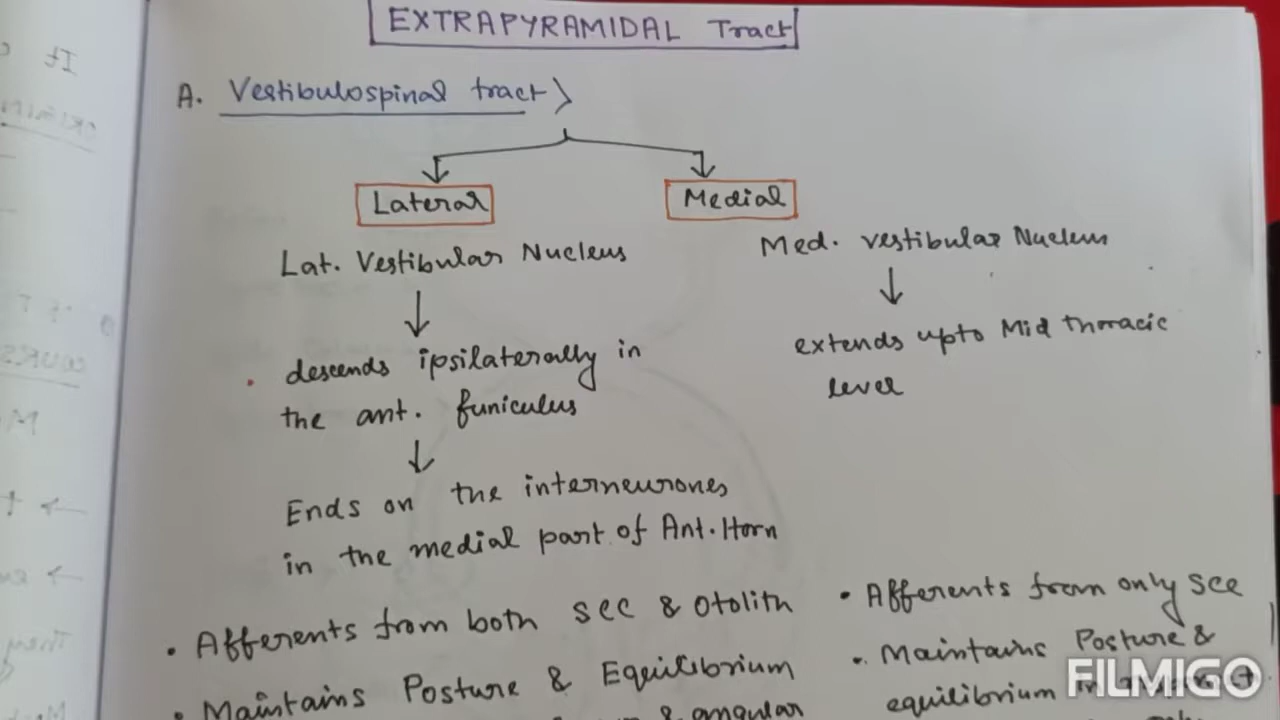 EXTRAPYRAMIDAL Tract
A. Vestibulospinal tract
Lateral
Medial
Lat. Vestibular Nucleus
Med. vestibular Nucleus
descends ipsilaterally in
the ant. funiculus
extends upto Mid thoracic
level
Ends on the interneurones
in the medial part of Ant. Horn
• Afferents from both SCC & Otolith
• Maintains Posture & Equilibrium
& angular
• Afferents from only SCC
• Maintains Posture &
equilibrium in
FILMIGO